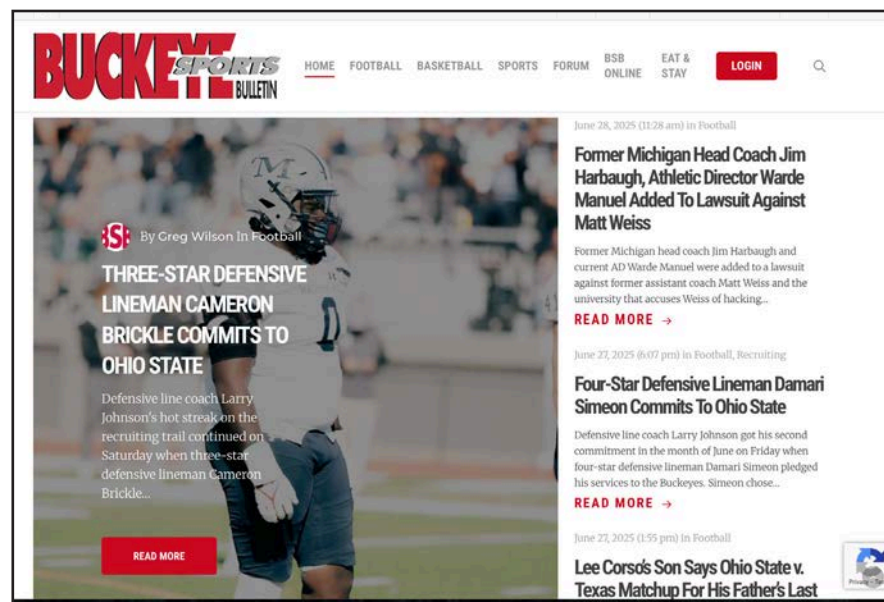 BUCKEYE
SPORTS
BULLETIN
HOME FOOTBALL BASKETBALL SPORTS FORUM BSB ONLINE EAT & STAY LOGIN
June 28, 2025 (11:28 am) in Football
Former Michigan Head Coach Jim
Harbaugh, Athletic Director Warde
Manuel Added To Lawsuit Against
Matt Weiss
Former Michigan head coach Jim Harbaugh and
current AD Warde Manuel were added to a lawsuit
against former assistant coach Matt Weiss and the
university that accuses Weiss of hacking...
READ MORE →
June 27, 2025 (6:07 pm) in Football, Recruiting
Four-Star Defensive Lineman Damari
Simeon Commits To Ohio State
Defensive line coach Larry Johnson got his second
commitment in the month of June on Friday when
four-star defensive lineman Damari Simeon pledged
his services to the Buckeyes. Simeon chose...
READ MORE →
June 27, 2025 (1:55 pm) in Football
Lee Corso's Son Says Ohio State v.
Texas Matchup For His Father's Last
M
0
BSB By Greg Wilson In Football
THREE-STAR DEFENSIVE
LINEMAN CAMERON
BRICKLE COMMITS TO
OHIO STATE
Defensive line coach Larry
Johnson's hot streak on the
recruiting trail continued on
Saturday when three-star
defensive lineman Cameron
Brickle...
READ MORE